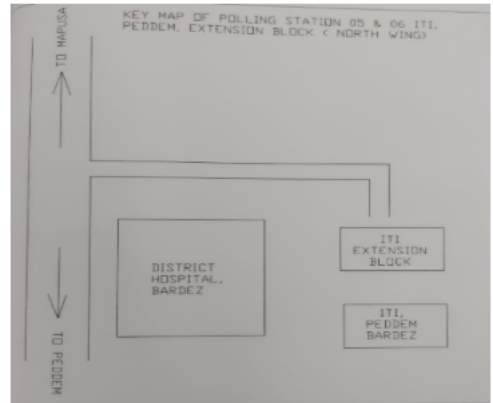 KEY MAP OF POLLING STATION 05 & 06 ITI,
PEDDEM, EXTENSION BLOCK ( NORTH WING)
TO MAPUSA
ITI
EXTENSION
BLOCK
DISTRICT
HOSPITAL,
BARDEZ
ITI,
PEDDEM
BARDEZ
TO PEDDEM